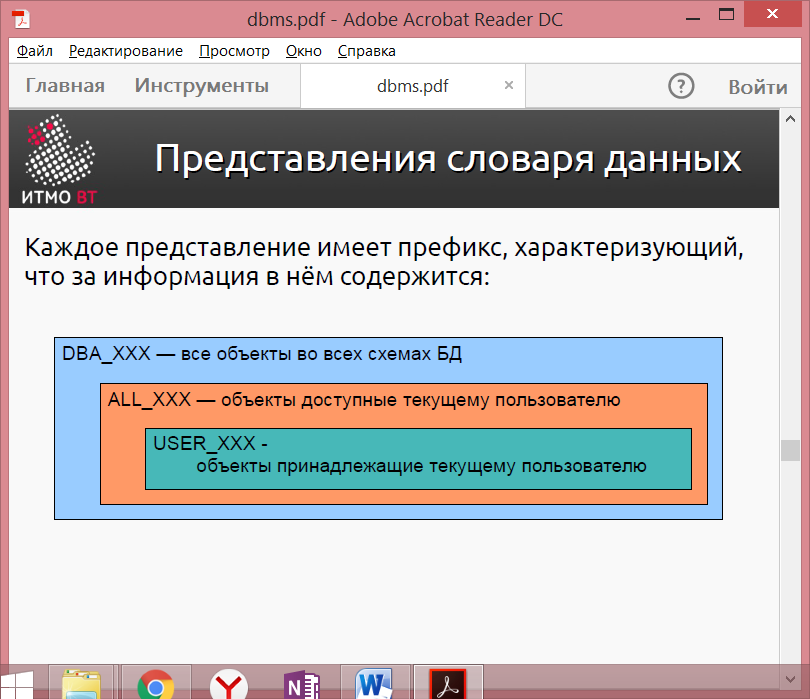 dbms.pdf - Adobe Acrobat Reader DC
Файл Редактирование Просмотр Окно Справка
Главная Инструменты dbms.pdf × ? Войти
ИТМО ВТ
Представления словаря данных
Каждое представление имеет префикс, характеризующий,
что за информация в нём содержится:
DBA_XXX — все объекты во всех схемах БД
ALL_XXX — объекты доступные текущему пользователю
USER_XXX -
объекты принадлежащие текущему пользователю